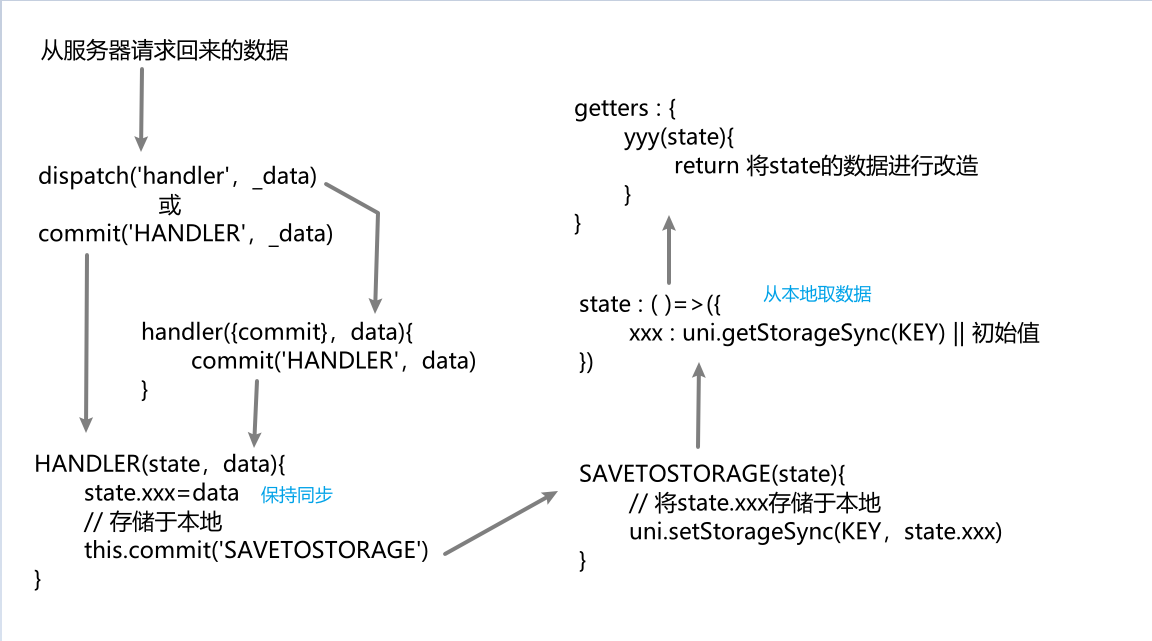 从服务器请求回来的数据
dispatch('handler'，_data)
或
commit('HANDLER'，_data)
handler({commit}，data){
commit('HANDLER'，data)
}
HANDLER(state，data){
state.xxx=data 保持同步
// 存储于本地
this.commit('SAVETOSTORAGE')
}
getters : {
yyy(state){
return 将state的数据进行改造
}
}
从本地取数据
state : ( )=>({
xxx : uni.getStorageSync(KEY) || 初始值
})
SAVETOSTORAGE(state){
// 将state.xxx存储于本地
uni.setStorageSync(KEY，state.xxx)
}